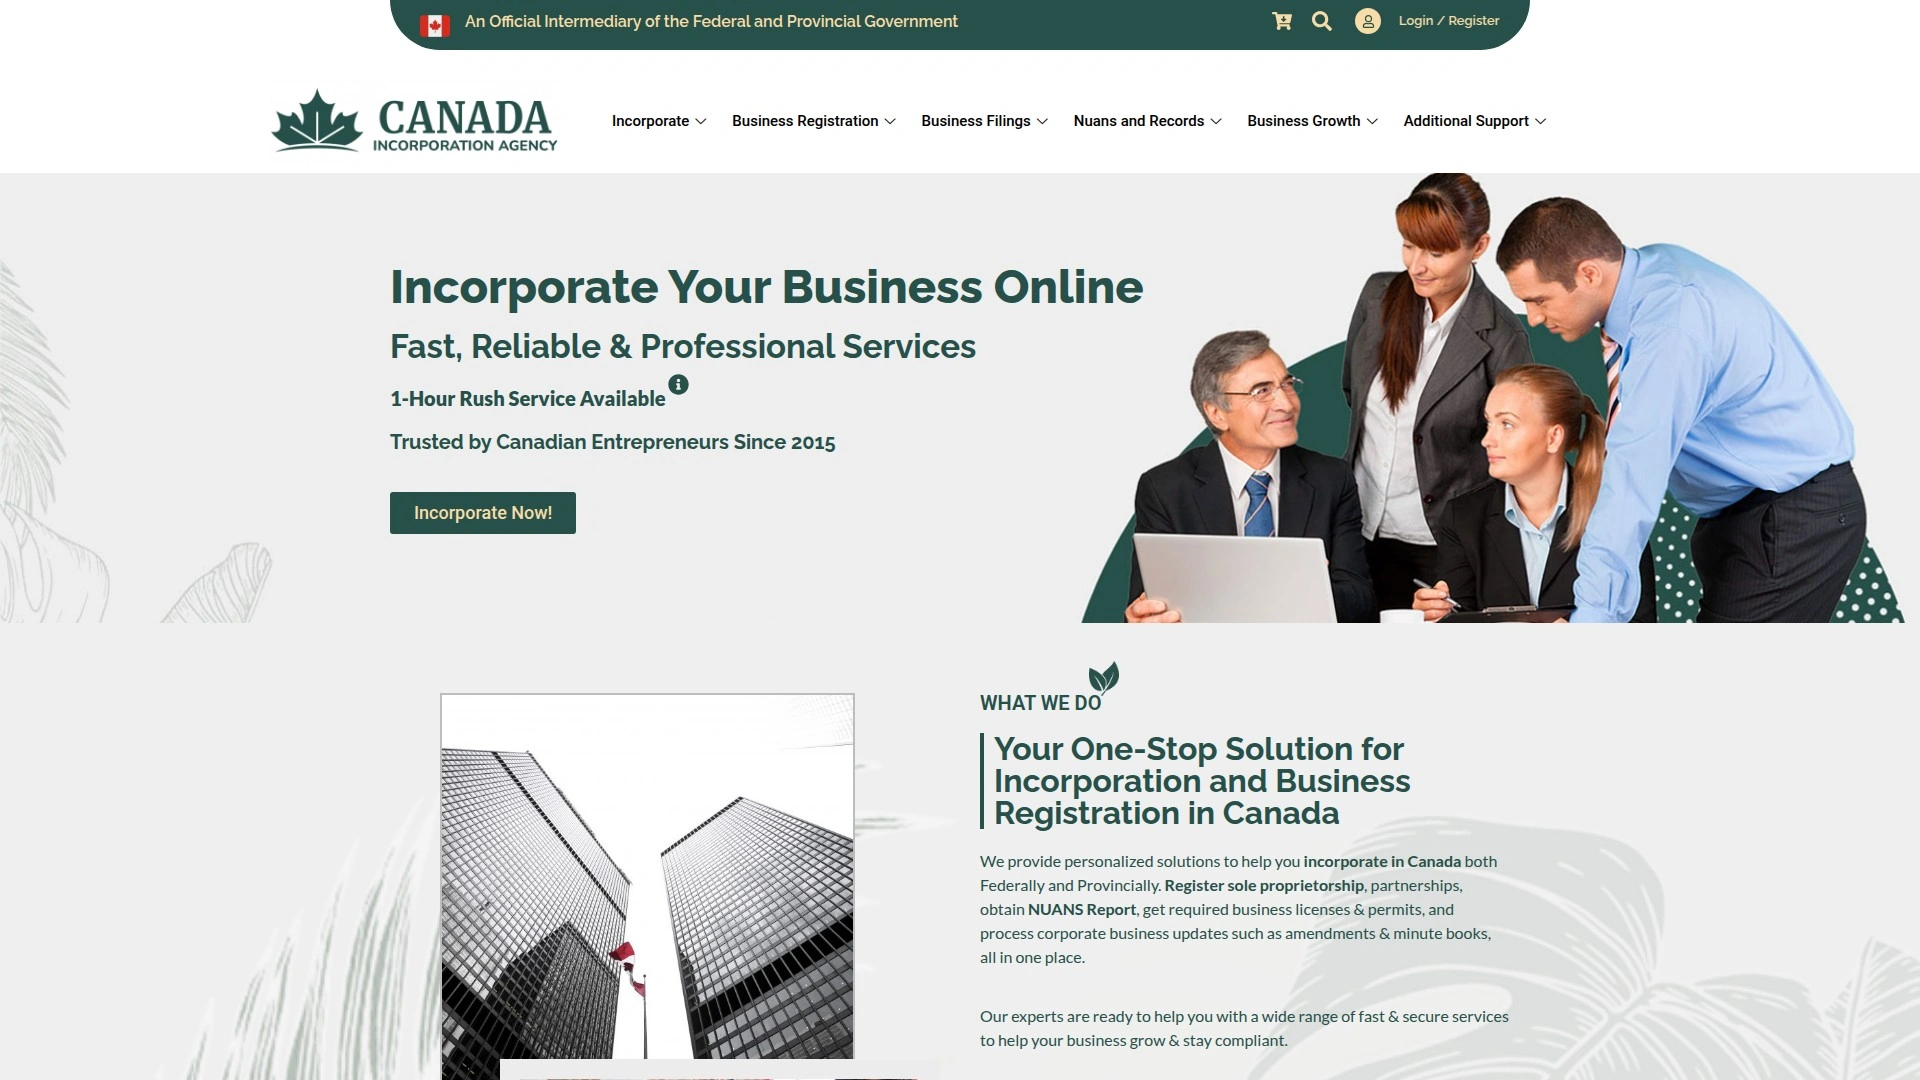 An Official Intermediary of the Federal and Provincial Government
Login / Register
CANADA
INCORPORATION AGENCY
Incorporate
Business Registration
Business Filings
Nuans and Records
Business Growth
Additional Support
Incorporate Your Business Online
Fast, Reliable & Professional Services
1-Hour Rush Service Available
Trusted by Canadian Entrepreneurs Since 2015
Incorporate Now!
WHAT WE DO
Your One-Stop Solution for
Incorporation and Business
Registration in Canada
We provide personalized solutions to help you incorporate in Canada both
Federally and Provincially. Register sole proprietorship, partnerships,
obtain NUANS Report, get required business licenses & permits, and
process corporate business updates such as amendments & minute books,
all in one place.
Our experts are ready to help you with a wide range of fast & secure services
to help your business grow & stay compliant.